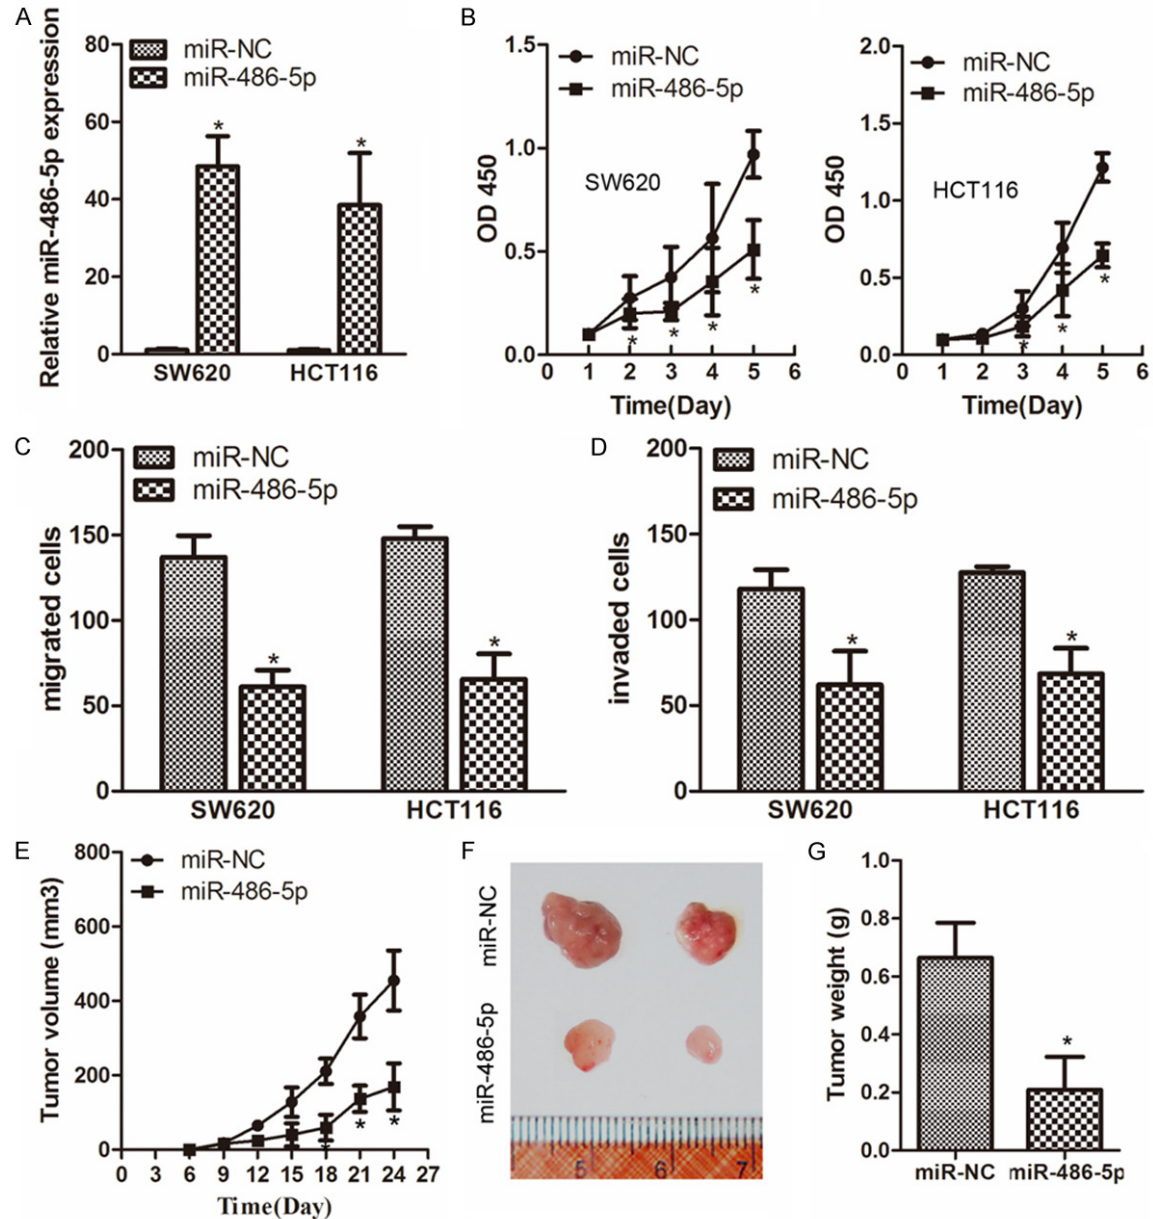 A
Relative miR-486-5p expression
80
60
40
20
0
miR-NC
miR-486-5p
*
*
SW620
HCT116
B
OD 450
1.5
1.0
0.5
0.0
miR-NC
miR-486-5p
SW620
*
*
*
*
0 1 2 3 4 5 6
Time(Day)
OD 450
2.0
1.5
1.0
0.5
0.0
miR-NC
miR-486-5p
HCT116
*
*
*
0 1 2 3 4 5 6
Time(Day)
C
migrated cells
200
150
100
50
0
miR-NC
miR-486-5p
*
*
SW620
HCT116
D
invaded cells
200
150
100
50
0
miR-NC
miR-486-5p
*
*
SW620
HCT116
E
Tumor volume (mm3)
800
600
400
200
0
miR-NC
miR-486-5p
*
*
*
0 3 6 9 12 15 18 21 24 27
Time(Day)
F
miR-NC
miR-486-5p
5 6 7
G
Tumor weight (g)
1.0
0.8
0.6
0.4
0.2
0.0
*
miR-NC
miR-486-5p